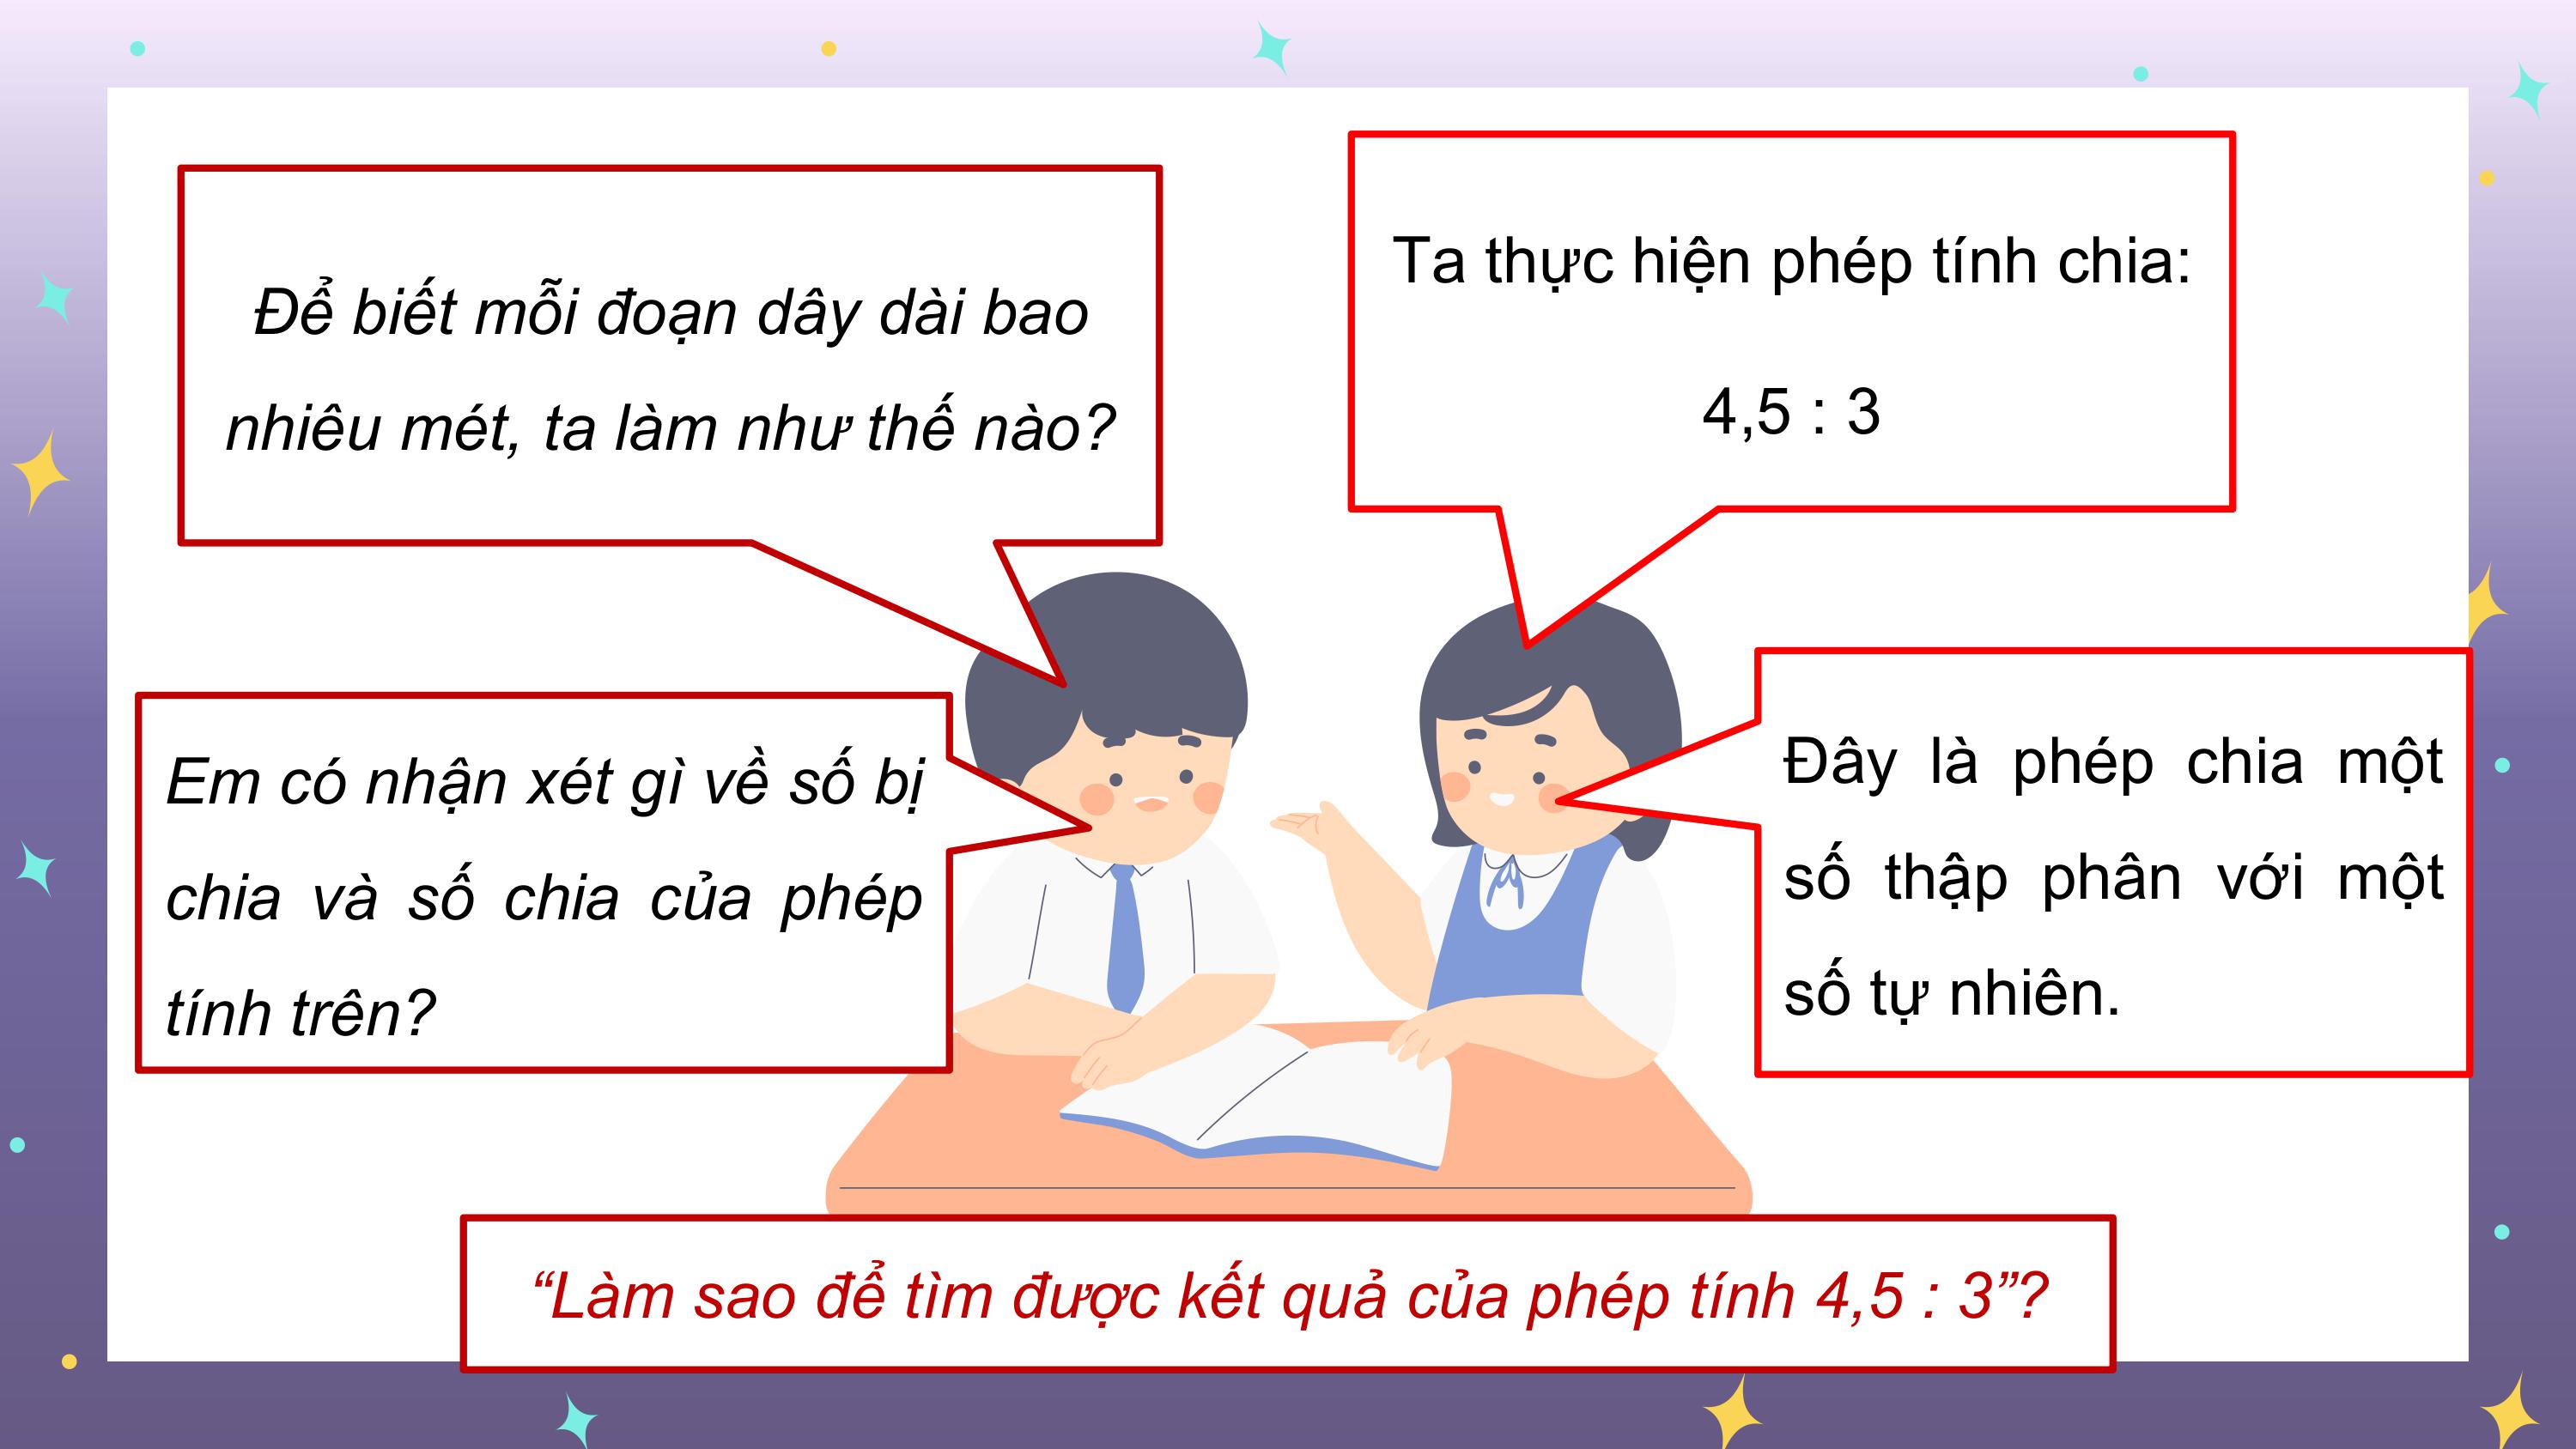 Để biết mỗi đoạn dây dài bao
nhiêu mét, ta làm như thế nào?
Ta thực hiện phép tính chia:
4,5 : 3
Em có nhận xét gì về số bị
chia và số chia của phép
tính trên?
Đây là phép chia một
số thập phân với một
số tự nhiên.
“Làm sao để tìm được kết quả của phép tính 4,5 : 3”?